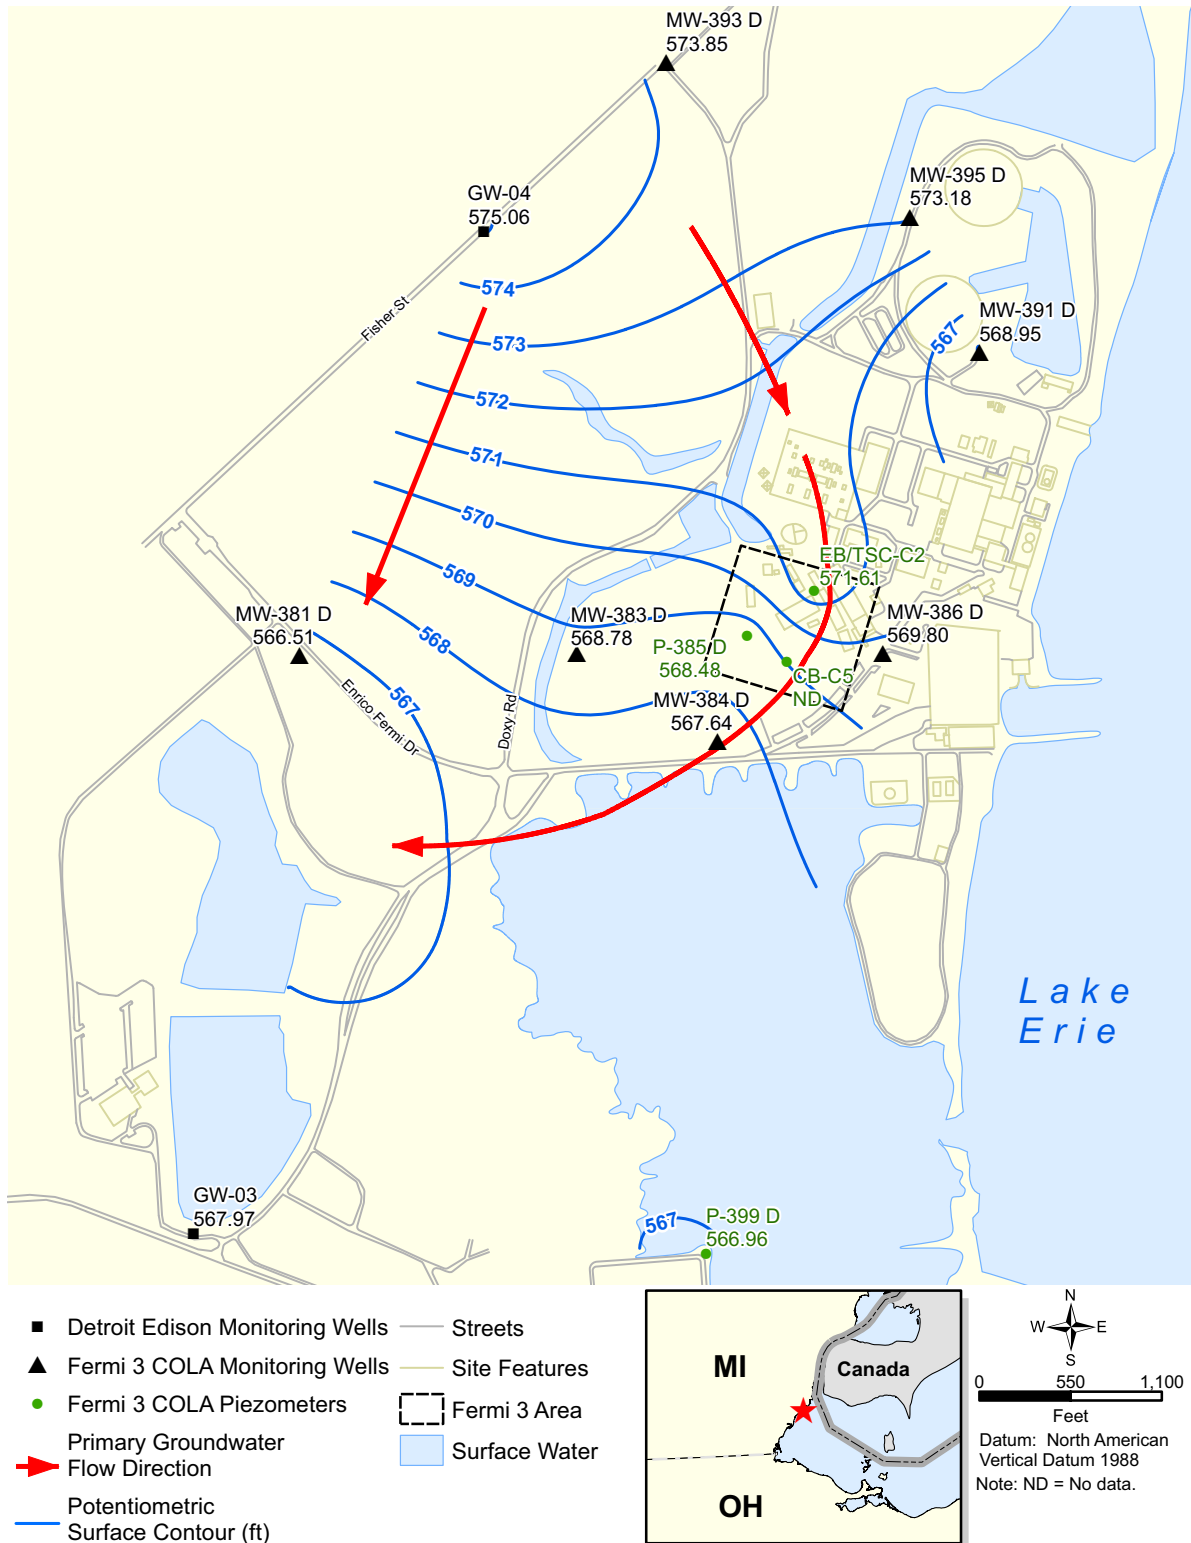 MW-393 D
573.85
MW-395 D
573.18
GW-04
575.06
574
Fisher St
573
MW-391 D
568.95
567
572
571
570
569
EB/TSC-C2
571.61
MW-381 D
566.51
MW-383 D
568.78
MW-386 D
569.80
568
P-385 D
568.48
CB-C5
ND
567
Enrico Fermi Dr
Doxy Rd
MW-384 D
567.64
Lake
Erie
GW-03
567.97
567
P-399 D
566.96
Detroit Edison Monitoring Wells
Fermi 3 COLA Monitoring Wells
Fermi 3 COLA Piezometers
Primary Groundwater
Flow Direction
Potentiometric
Surface Contour (ft)
Streets
Site Features
Fermi 3 Area
Surface Water
MI
Canada
OH
N
W E
S
0 550 1,100
Feet
Datum: North American
Vertical Datum 1988
Note: ND = No data.